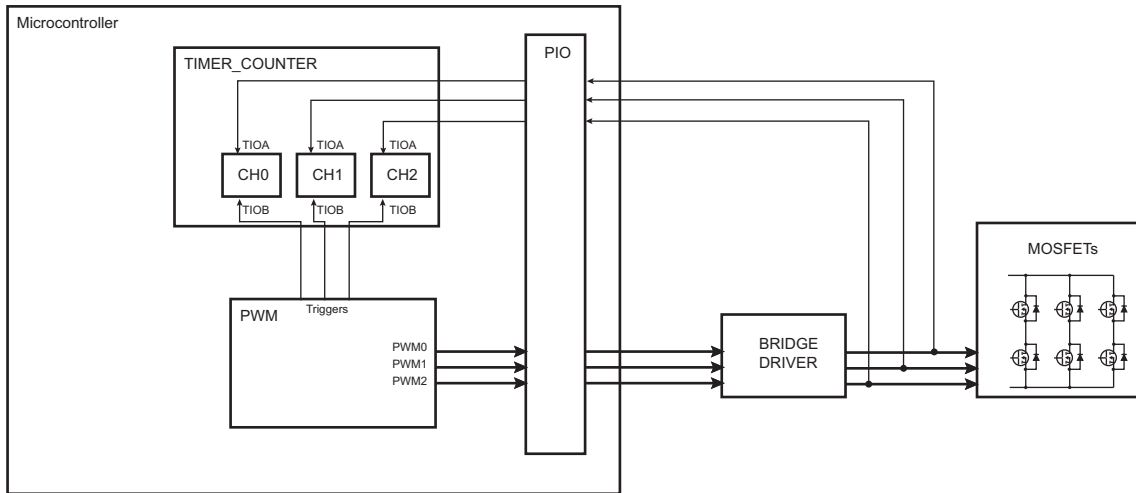 Microcontroller
PIO
TIMER_COUNTER
TIOA
TIOA
TIOA
CH0
CH1
CH2
TIOB
TIOB
TIOB
MOSFETs
Triggers
PWM
PWM0
PWM1
PWM2
BRIDGE
DRIVER